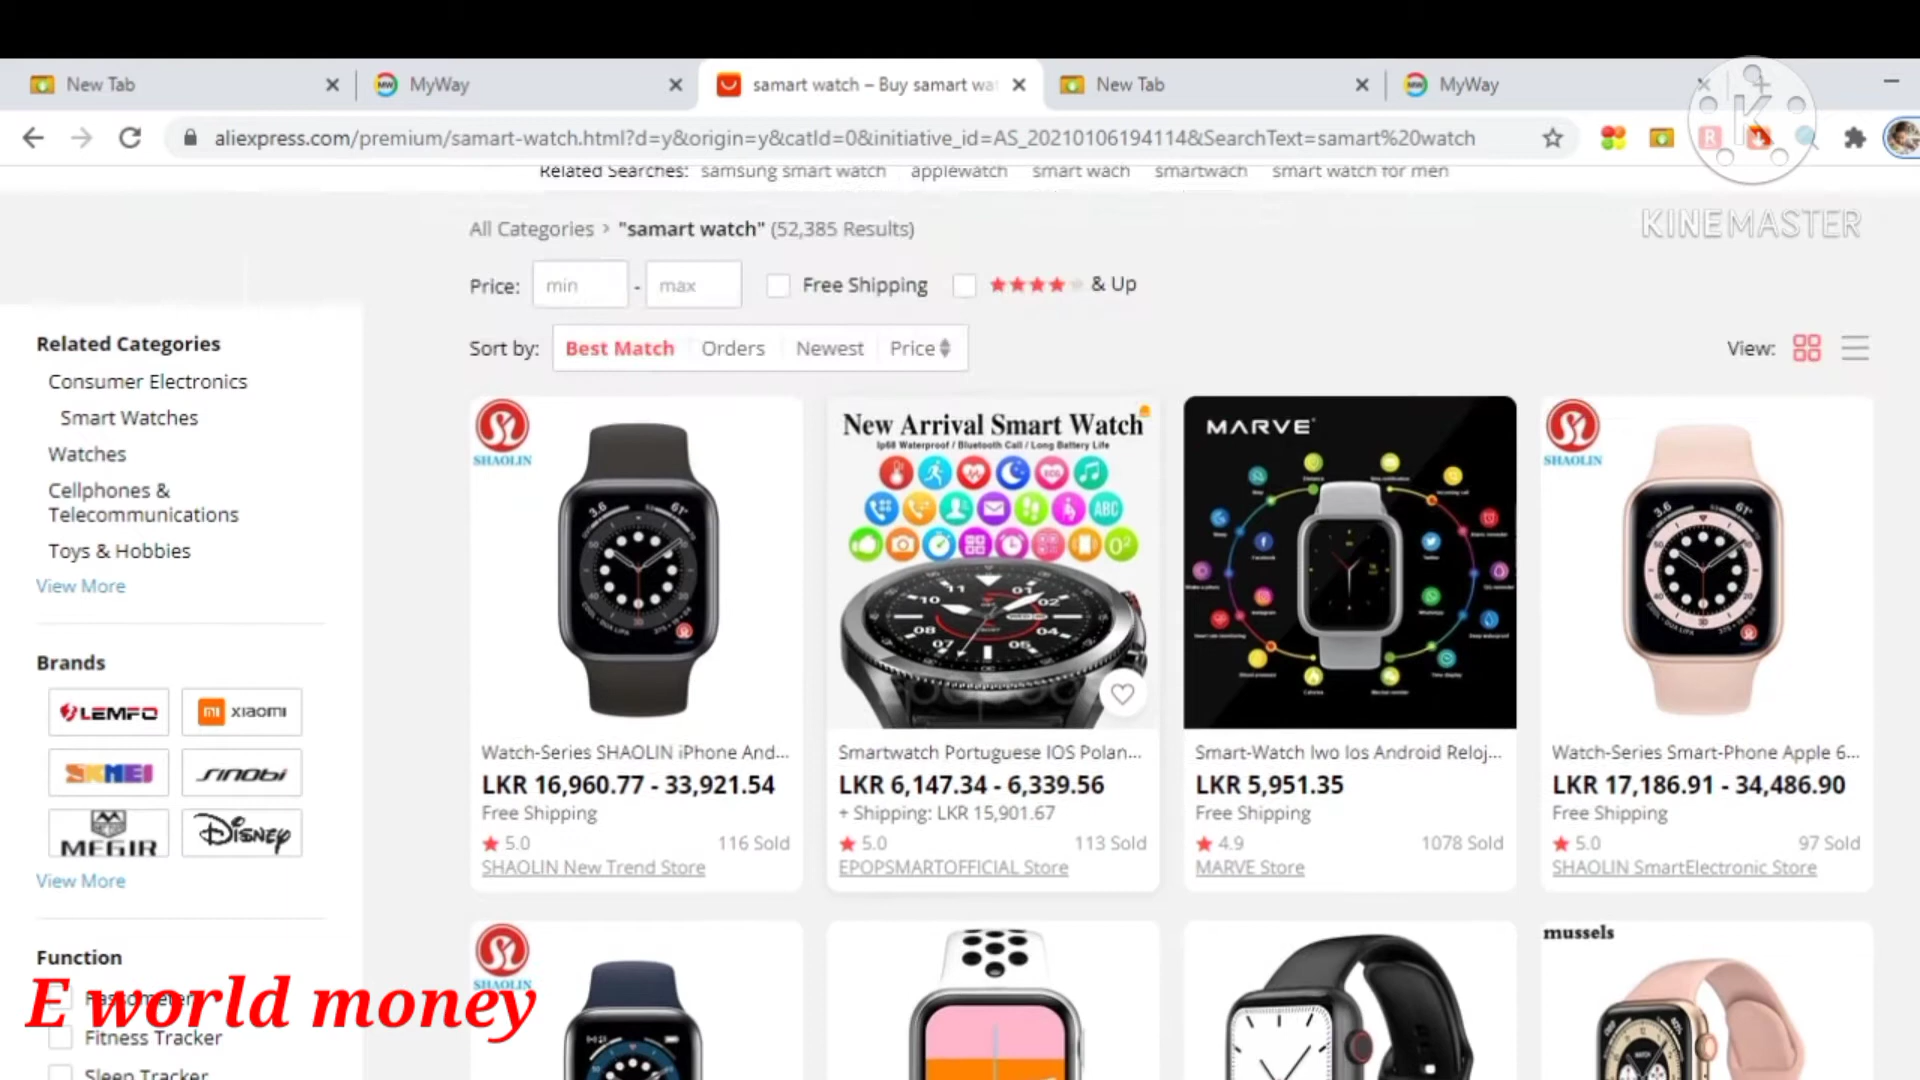 New Tab
MyWay
samart watch – Buy samart wat
New Tab
MyWay
aliexpress.com/premium/samart-watch.html?d=y&origin=y&catId=0&initiative_id=AS_20210106194114&SearchText=samart%20watch
K
KINEMASTER
Related Searches: samsung smart watch applewatch smart wach smartwach smart watch for men
All Categories > "samart watch" (52,385 Results)
Price: min - max Free Shipping & Up
Sort by: Best Match Orders Newest Price
View:
Related Categories
Consumer Electronics
Smart Watches
Watches
Cellphones &
Telecommunications
Toys & Hobbies
View More
Brands
LEMFO
mi xiaomi
SKMEI
SINOBI
MEGIR
Disney
View More
Function
Passometer
Fitness Tracker
Sleep Tracker
E world money
SHAOLIN
Watch-Series SHAOLIN iPhone And...
LKR 16,960.77 - 33,921.54
Free Shipping
5.0 116 Sold
SHAOLIN New Trend Store
New Arrival Smart Watch
Ip68 Waterproof / Bluetooth Call / Long Battery Life
ECG
ABC
Smartwatch Portuguese IOS Polan...
LKR 6,147.34 - 6,339.56
+ Shipping: LKR 15,901.67
5.0 113 Sold
EPOPSMARTOFFICIAL Store
MARVE
Smart-Watch Iwo Ios Android Reloj...
LKR 5,951.35
Free Shipping
4.9 1078 Sold
MARVE Store
SHAOLIN
Watch-Series Smart-Phone Apple 6...
LKR 17,186.91 - 34,486.90
Free Shipping
5.0 97 Sold
SHAOLIN SmartElectronic Store
SHAOLIN
mussels